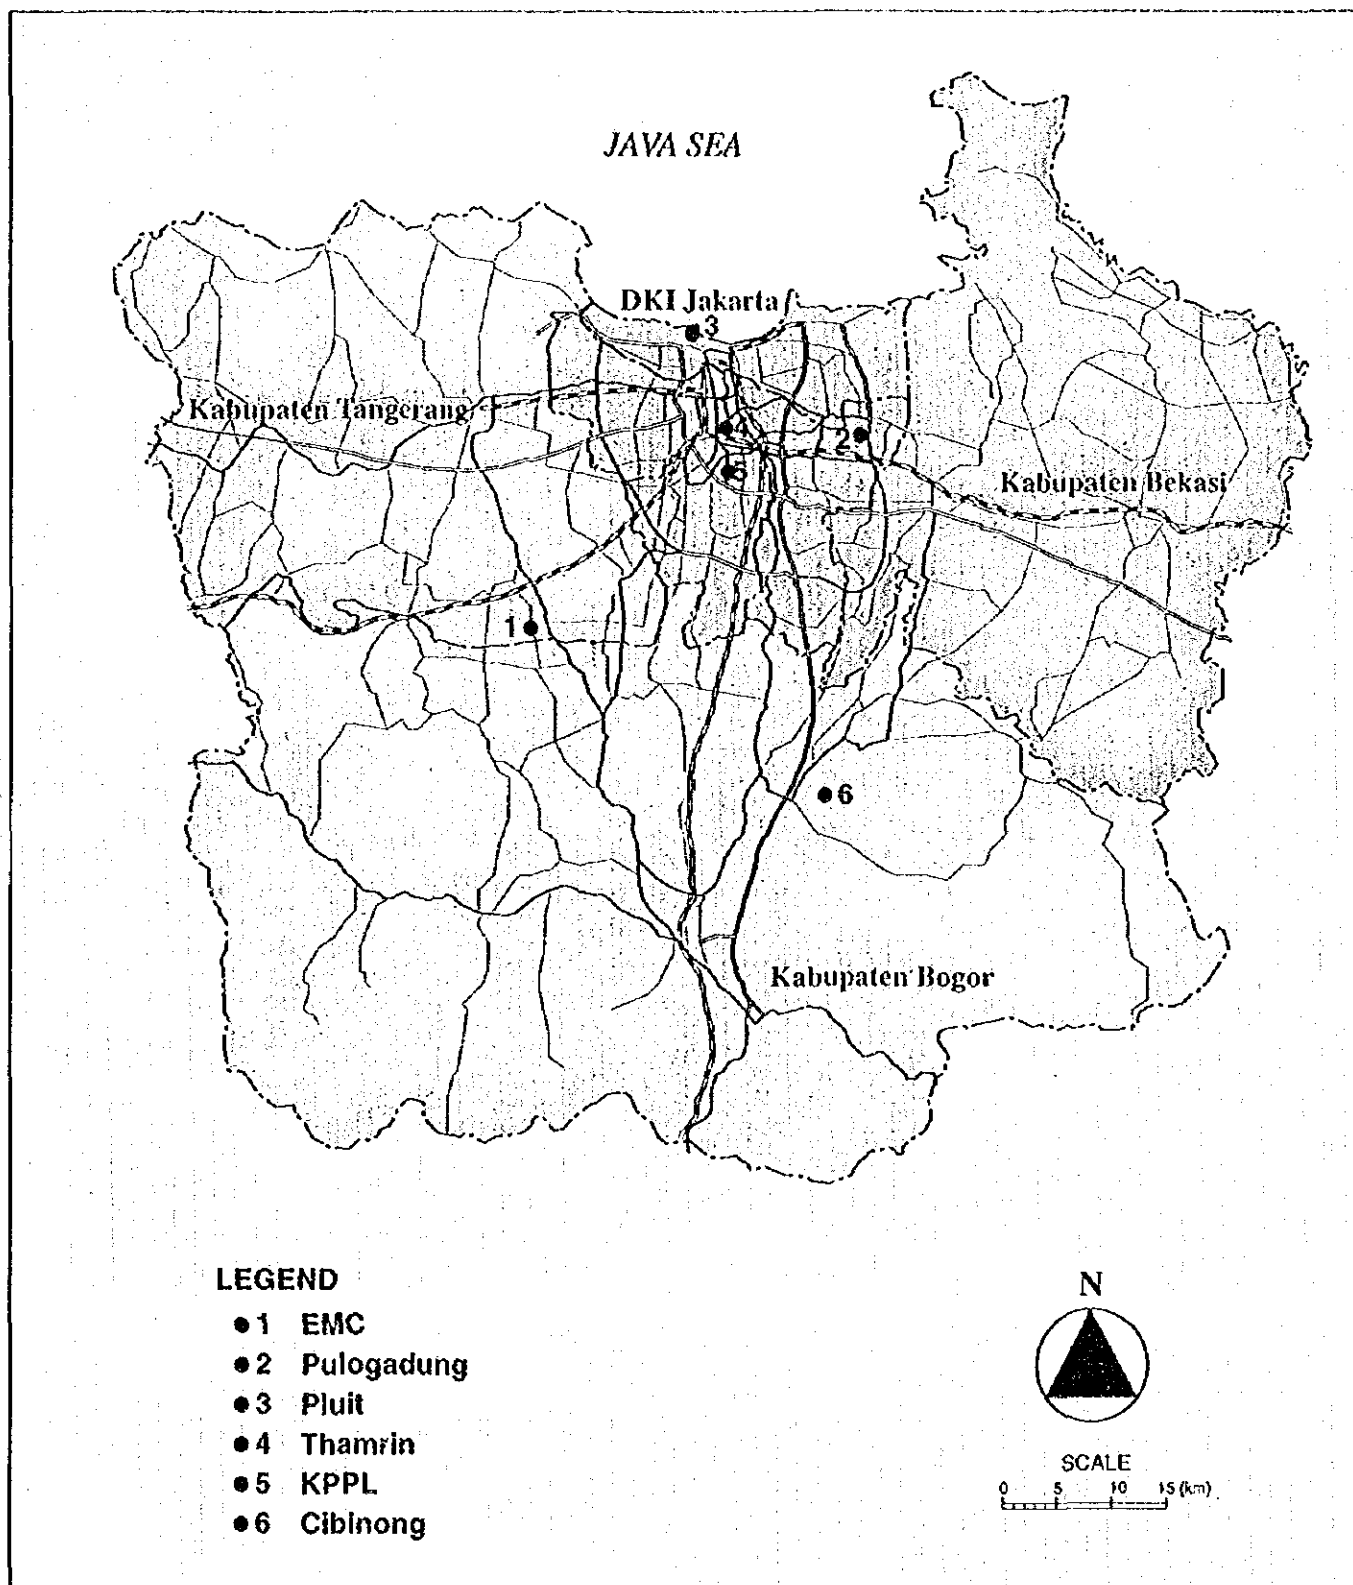 JAVA SEA
DKI Jakarta
3
Kabupaten Tangerang
4
2
5
Kabupaten Bekasi
1
6
Kabupaten Bogor
LEGEND
1 EMC
2 Pulogadung
3 Pluit
4 Thamrin
5 KPPL
6 Cibinong
N
SCALE
0 5 10 15 (km)